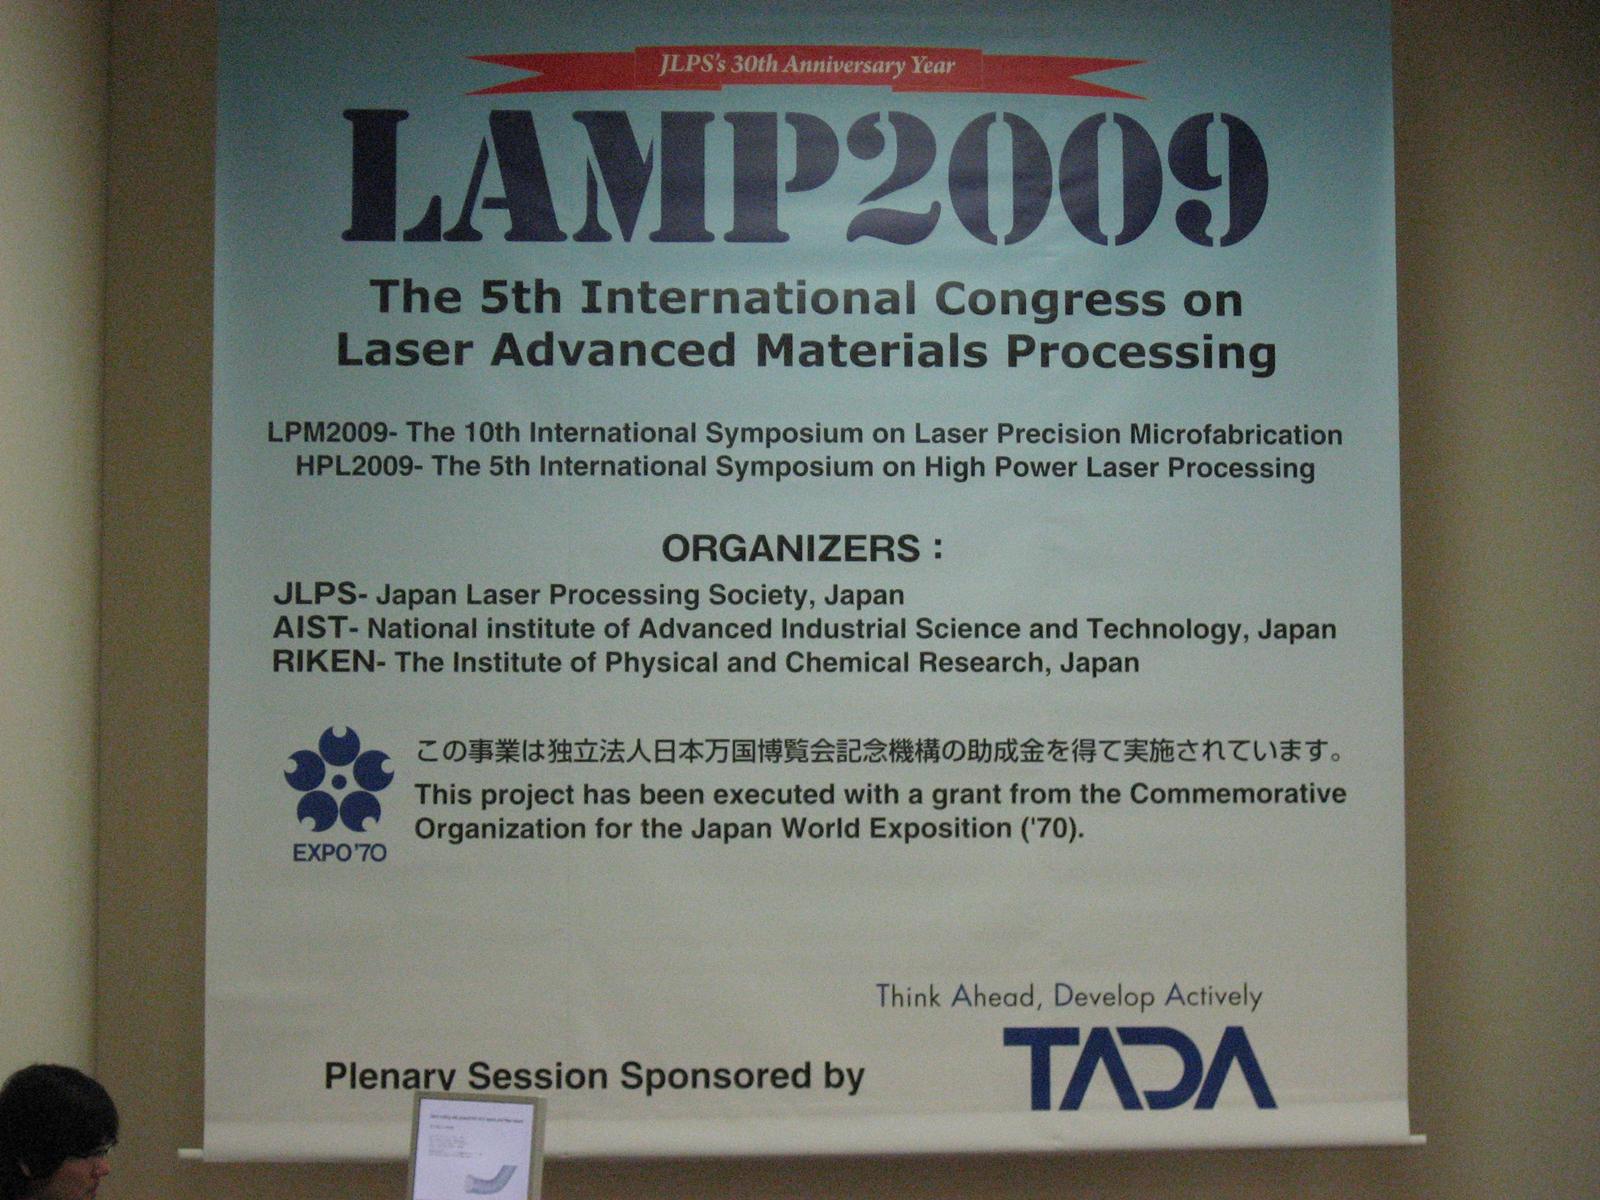 JLPS's 30th Anniversary Year
LAMP2009
The 5th International Congress on
Laser Advanced Materials Processing
LPM2009- The 10th International Symposium on Laser Precision Microfabrication
HPL2009- The 5th International Symposium on High Power Laser Processing
ORGANIZERS :
JLPS- Japan Laser Processing Society, Japan
AIST- National institute of Advanced Industrial Science and Technology, Japan
RIKEN- The Institute of Physical and Chemical Research, Japan
この事業は独立法人日本万国博覧会記念機構の助成金を得て実施されています。
This project has been executed with a grant from the Commemorative
Organization for the Japan World Exposition ('70).
EXPO'70
Think Ahead, Develop Actively
TADA
Plenary Session Sponsored by